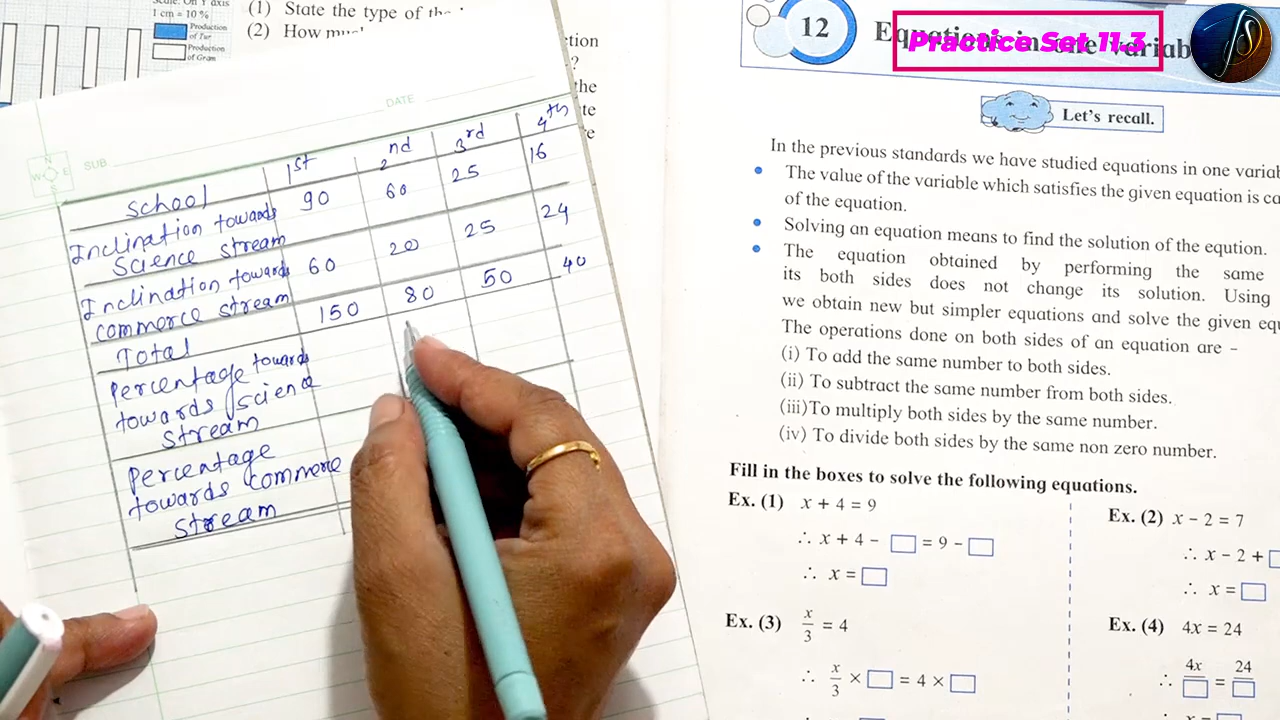 Scale: On Y axis
1 cm = 10 %
Production
of Tur
Production
of Gram
(1) State the type of
(2) How
?
the
SUB
DATE
N
W E
S
School 1st 2nd 3rd 4th
Inclination towards
Science stream 90 60 25 16
Inclination towards
commerce stream 60 20 25 24
Total 150 80 50 40
Percentage towards
towards science
stream
Percentage
towards commerce
stream
12
Equations in one variab
Practice Set 11.3
Let's recall.
In the previous standards we have studied equations in one variab
• The value of the variable which satisfies the given equation is ca
of the equation.
• Solving an equation means to find the solution of the eqution.
• The equation obtained by performing the same
its both sides does not change its solution. Using
we obtain new but simpler equations and solve the given equ
The operations done on both sides of an equation are –
(i) To add the same number to both sides.
(ii) To subtract the same number from both sides.
(iii)To multiply both sides by the same number.
(iv) To divide both sides by the same non zero number.
Fill in the boxes to solve the following equations.
Ex. (1) x + 4 = 9
∴ x + 4 – □ = 9 – □
∴ x = □
Ex. (2) x – 2 = 7
∴ x – 2 + □
∴ x = □
Ex. (3) x/3 = 4
∴ x/3 × □ = 4 × □
Ex. (4) 4x = 24
∴ 4x/□ = 24/□